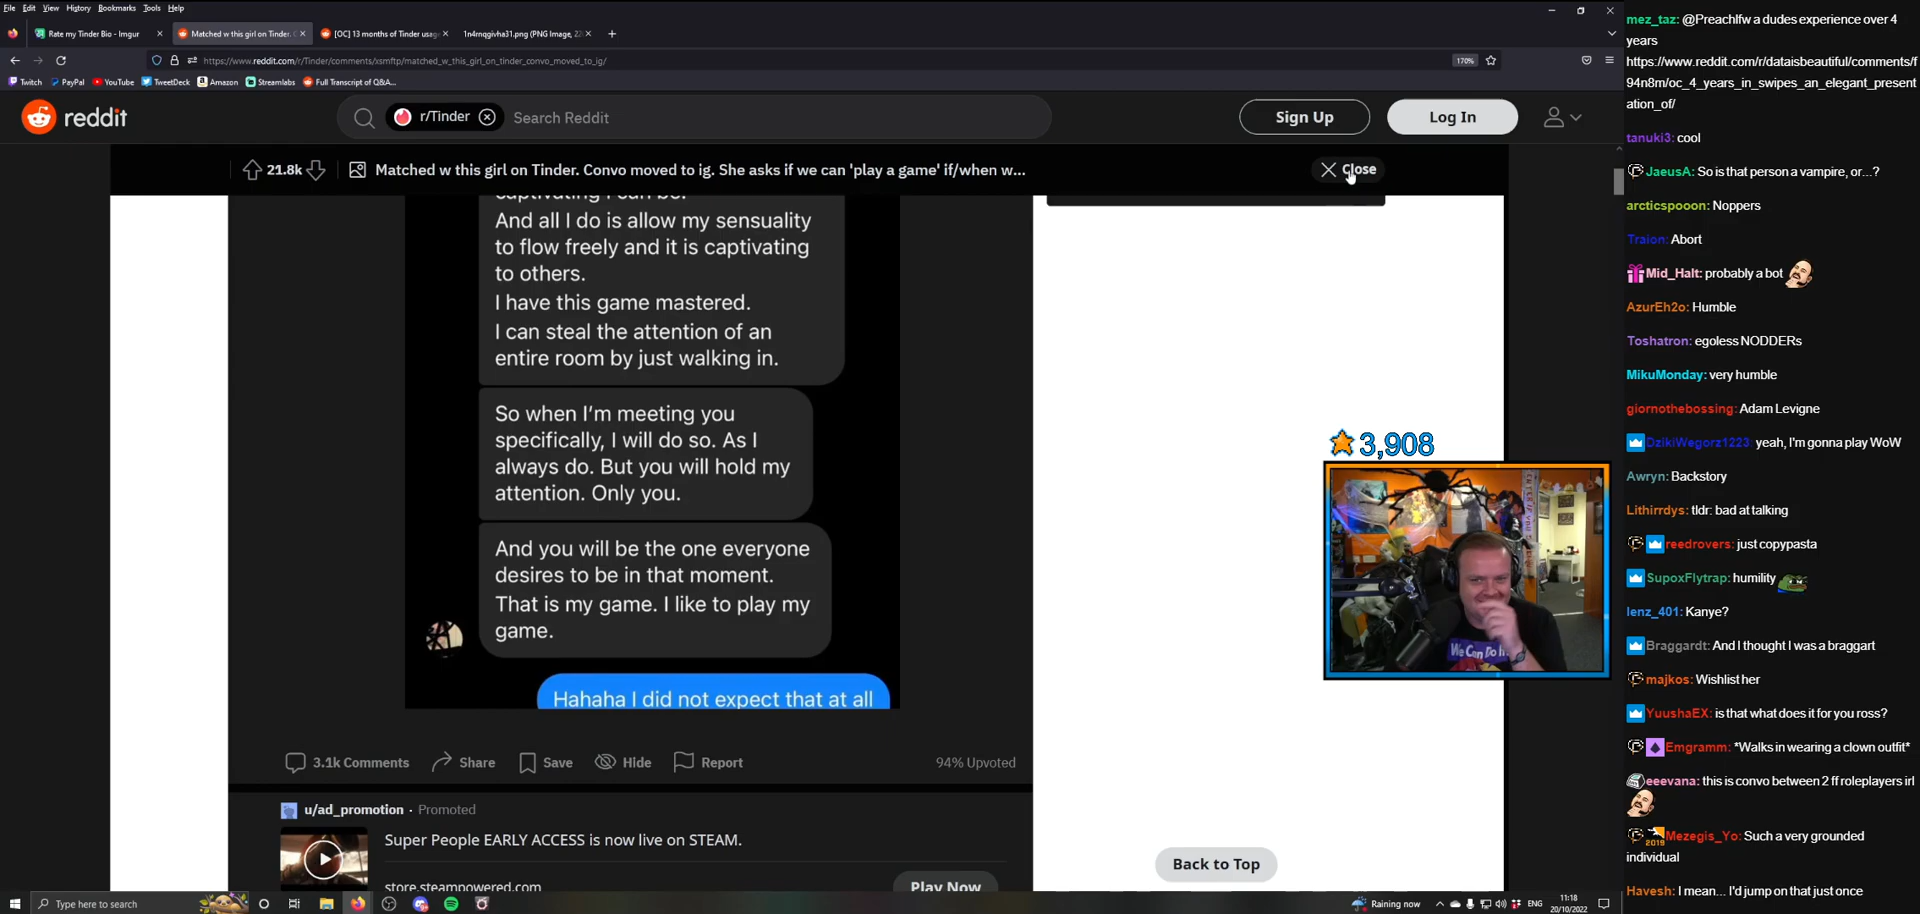 File Edit View History Bookmarks Tools Help
Rate my Tinder Bio - Imgur
Matched w this girl on Tinder. C
[OC] 13 months of Tinder usag
1n4rnqgivha31.png (PNG Image, 22
https://www.reddit.com/r/Tinder/comments/xsmftp/matched_w_this_girl_on_tinder_convo_moved_to_ig/
170%
Twitch PayPal YouTube TweetDeck Amazon Streamlabs Full Transcript of Q&A...
reddit
r/Tinder
Search Reddit
Sign Up
Log In
21.8k
Matched w this girl on Tinder. Convo moved to ig. She asks if we can 'play a game' if/when w...
Close
captivating I can be.
And all I do is allow my sensuality
to flow freely and it is captivating
to others.
I have this game mastered.
I can steal the attention of an
entire room by just walking in.
So when I'm meeting you
specifically, I will do so. As I
always do. But you will hold my
attention. Only you.
And you will be the one everyone
desires to be in that moment.
That is my game. I like to play my
game.
Hahaha I did not expect that at all
3.1k Comments
Share
Save
Hide
Report
94% Upvoted
u/ad_promotion · Promoted
Super People EARLY ACCESS is now live on STEAM.
store.steampowered.com
Play Now
Back to Top
3,908
We Can Do It
mez_taz: @Preachlfw a dudes experience over 4
years
https://www.reddit.com/r/dataisbeautiful/comments/f
94n8m/oc_4_years_in_swipes_an_elegant_present
ation_of/
tanuki3: cool
JaeusA: So is that person a vampire, or...?
arcticspooon: Noppers
Traion: Abort
Mid_Halt: probably a bot
AzurEh2o: Humble
Toshatron: egoless NODDERs
MikuMonday: very humble
giornothebossing: Adam Levigne
DzikiWegorz1223: yeah, I'm gonna play WoW
Awryn: Backstory
Lithirrdys: tldr: bad at talking
reedrovers: just copypasta
SupoxFlytrap: humility
lenz_401: Kanye?
Braggardt: And I thought I was a braggart
majkos: Wishlist her
YuushaEX: is that what does it for you ross?
Emgramm: *Walks in wearing a clown outfit*
eeevana: this is convo between 2 ff roleplayers irl
2019 Mezegis_Yo: Such a very grounded
individual
Havesh: I mean... I'd jump on that just once
Type here to search
Raining now
ENG
11:18
20/10/2022